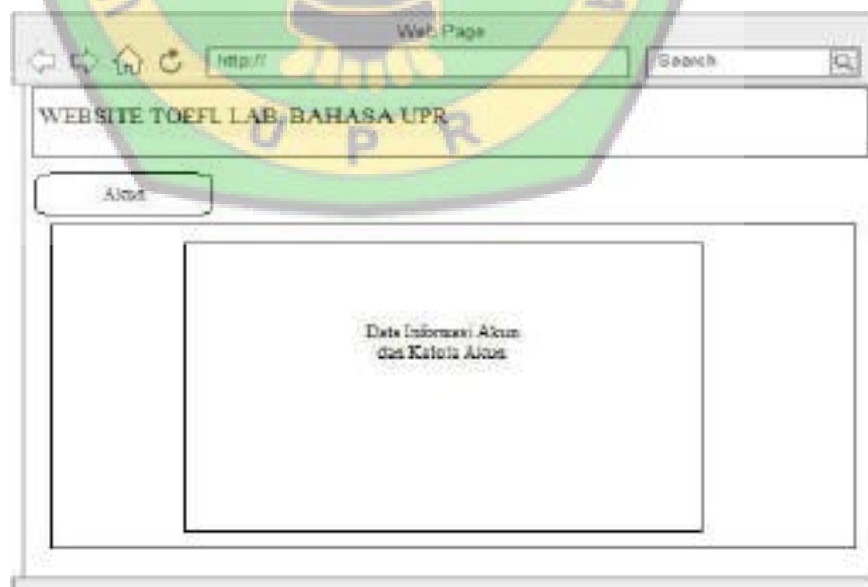 Web Page
http://
Search
WEBSITE TOEFL LAB. BAHASA UPR
Akun
Data Informasi Akun
dan Kelola Akun
U P R